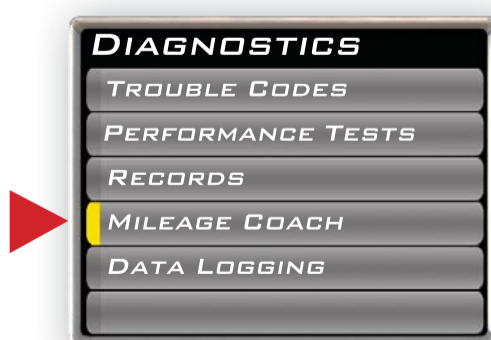 DIAGNOSTICS
TROUBLE CODES
PERFORMANCE TESTS
RECORDS
MILEAGE COACH
DATA LOGGING